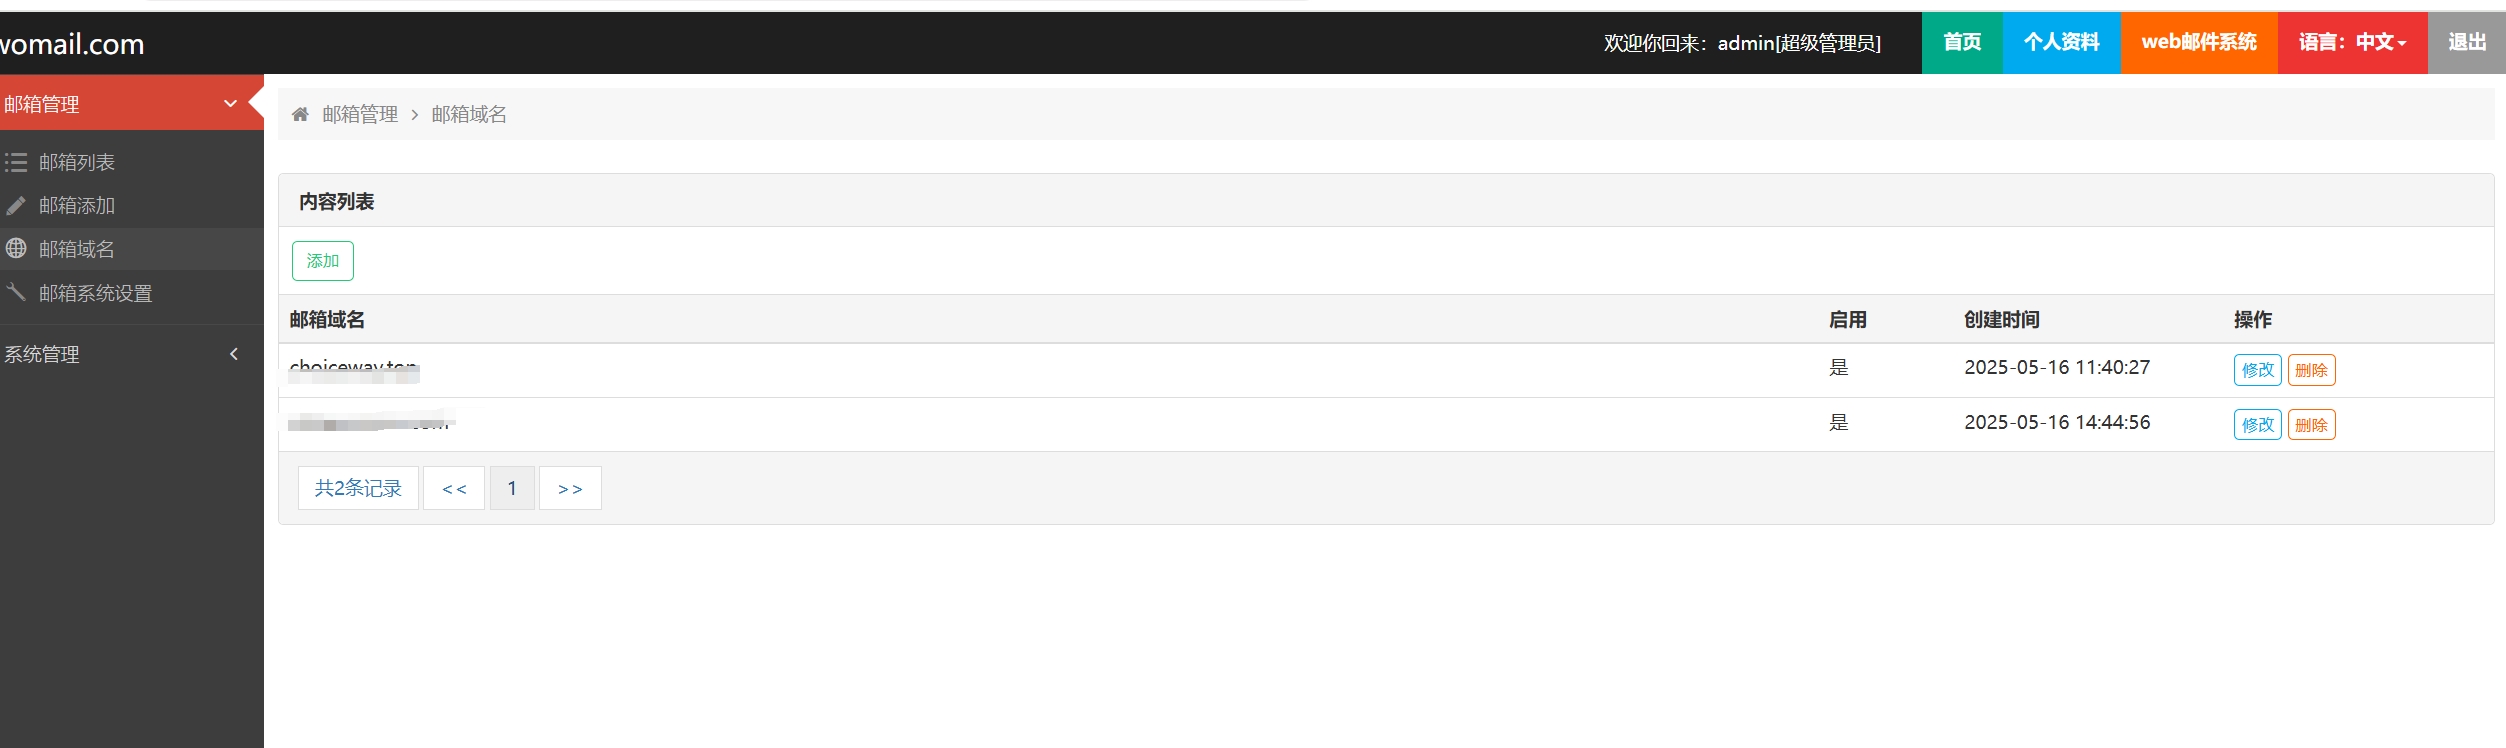 womail.com
欢迎你回来：admin[超级管理员]
首页
个人资料
web邮件系统
语言：中文
退出
邮箱管理
邮箱列表
邮箱添加
邮箱域名
邮箱系统设置
系统管理
邮箱管理 > 邮箱域名
内容列表
添加
邮箱域名 启用 创建时间 操作
choiceway.top 是 2025-05-16 11:40:27 修改 删除
是 2025-05-16 14:44:56 修改 删除
共2条记录 << 1 >>